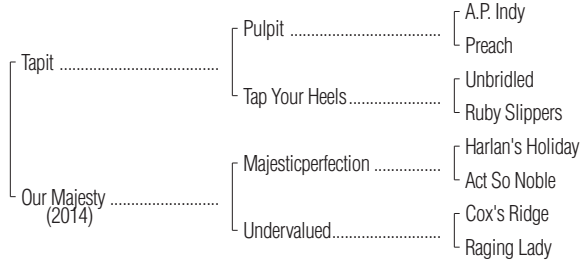 A.P. Indy
Pulpit ..........................
Preach
Tapit .......................................
Unbridled
Tap Your Heels...................
Ruby Slippers
Harlan's Holiday
Majesticperfection ..............
Act So Noble
Our Majesty ..........................
(2014)
Cox's Ridge
Undervalued......................
Raging Lady